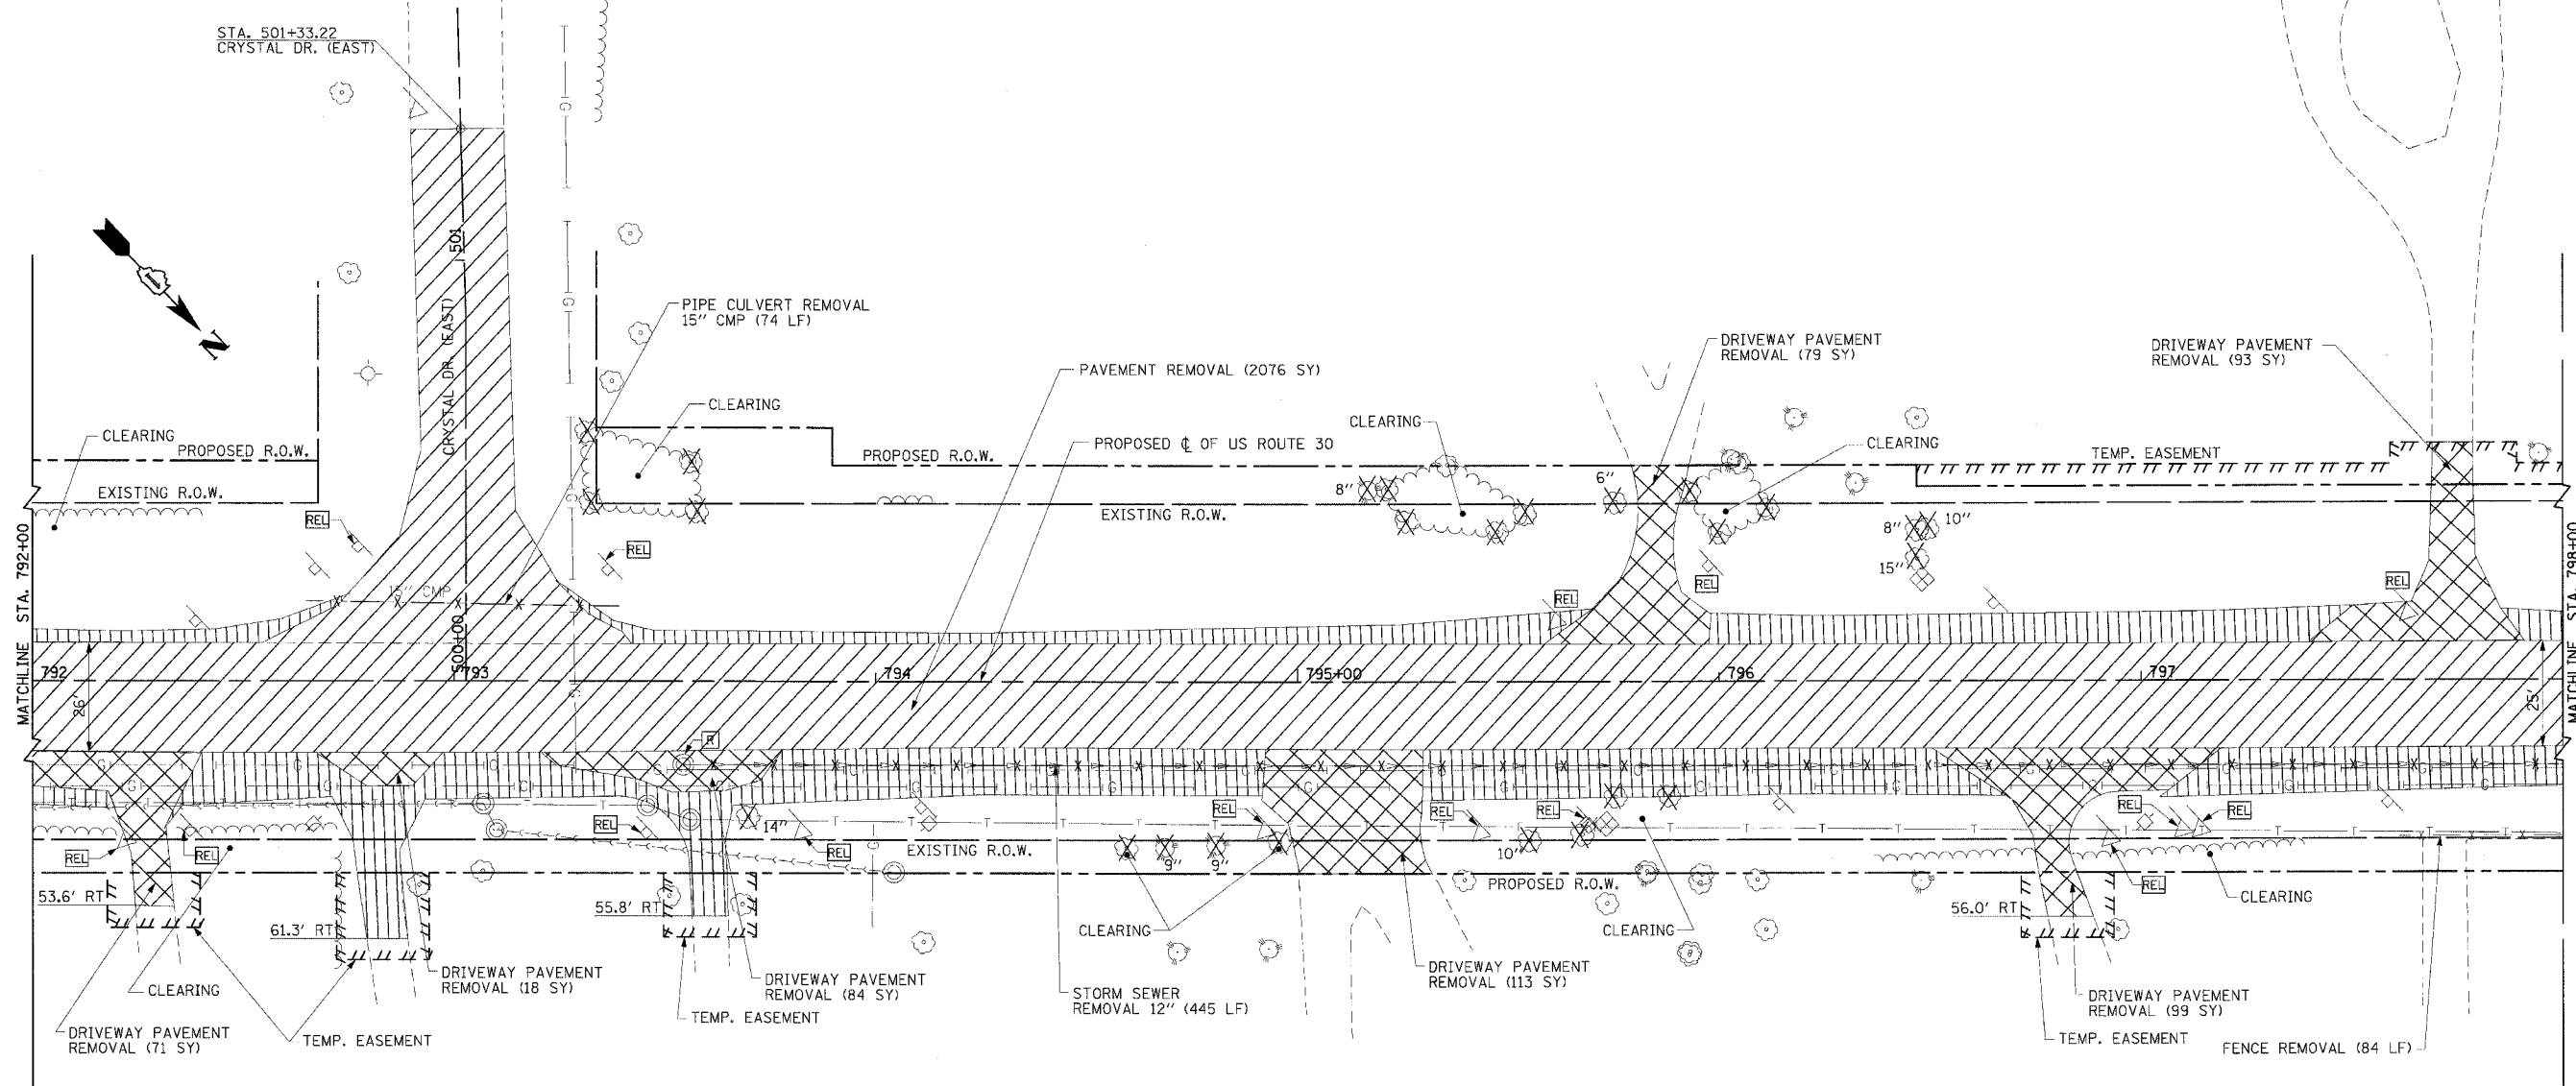 STA. 501+33.22
CRYSTAL DR. (EAST)
G
501
CRYSTAL DR. (EAST)
500+00
N
G
PIPE CULVERT REMOVAL
15" CMP (74 LF)
PAVEMENT REMOVAL (2076 SY)
DRIVEWAY PAVEMENT
REMOVAL (79 SY)
DRIVEWAY PAVEMENT
REMOVAL (93 SY)
CLEARING
PROPOSED R.O.W.
EXISTING R.O.W.
CLEARING
PROPOSED ℄ OF US ROUTE 30
PROPOSED R.O.W.
CLEARING
CLEARING
TEMP. EASEMENT
8"
6"
EXISTING R.O.W.
8"
10"
15"
REL
REL
REL
REL
REL
15" CMP
MATCHLINE STA. 792+00
MATCHLINE STA. 798+00
792
793
794
795+00
796
797
26'
25'
R
REL
REL
REL
14"
REL
EXISTING R.O.W.
9"
9"
REL
REL
REL
10"
REL
REL
REL
PROPOSED R.O.W.
53.6' RT
61.3' RT
55.8' RT
56.0' RT
CLEARING
CLEARING
CLEARING
CLEARING
DRIVEWAY PAVEMENT
REMOVAL (71 SY)
TEMP. EASEMENT
DRIVEWAY PAVEMENT
REMOVAL (18 SY)
TEMP. EASEMENT
DRIVEWAY PAVEMENT
REMOVAL (84 SY)
STORM SEWER
REMOVAL 12" (445 LF)
DRIVEWAY PAVEMENT
REMOVAL (113 SY)
DRIVEWAY PAVEMENT
REMOVAL (99 SY)
TEMP. EASEMENT
FENCE REMOVAL (84 LF)